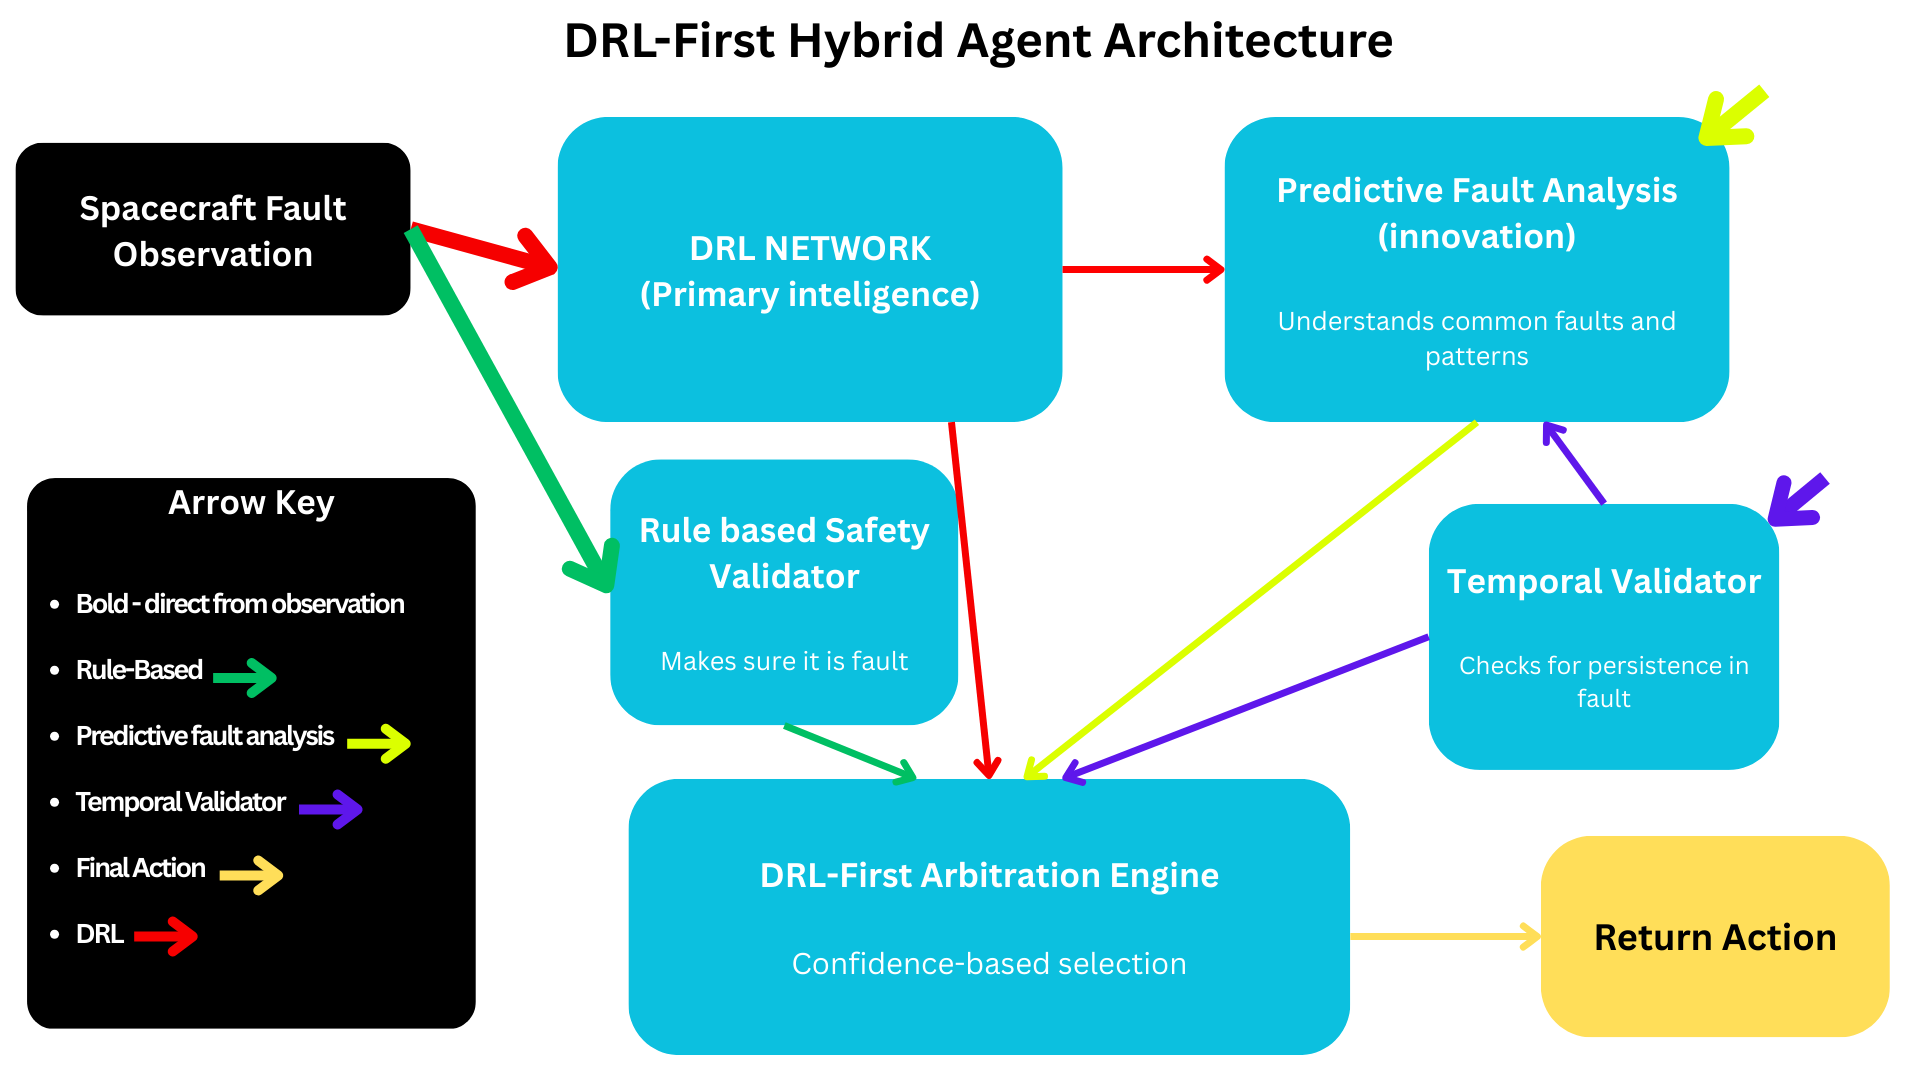 DRL-First Hybrid Agent Architecture
Spacecraft Fault
Observation
DRL NETWORK
(Primary inteligence)
Predictive Fault Analysis
(innovation)
Understands common faults and
patterns
Arrow Key
• Bold - direct from observation
• Rule-Based
• Predictive fault analysis
• Temporal Validator
• Final Action
• DRL
Rule based Safety
Validator
Makes sure it is fault
Temporal Validator
Checks for persistence in
fault
DRL-First Arbitration Engine
Confidence-based selection
Return Action